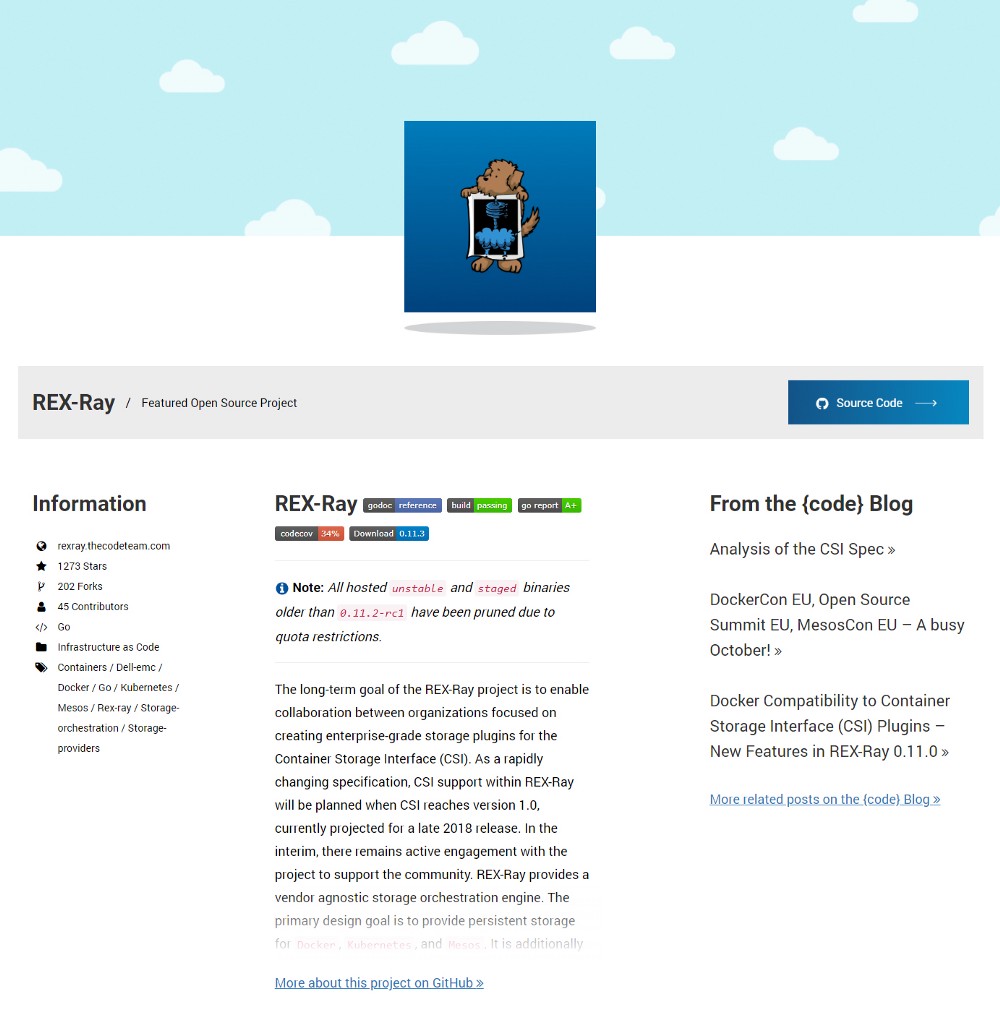 REX-Ray / Featured Open Source Project
Source Code
Information
rexray.thecodeteam.com
1273 Stars
202 Forks
45 Contributors
Go
Infrastructure as Code
Containers / Dell-emc /
Docker / Go / Kubernetes /
Mesos / Rex-ray / Storage-
orchestration / Storage-
providers
REX-Ray godoc reference build passing go report A+
codecov 34% Download 0.11.3
Note: All hosted unstable and staged binaries
older than 0.11.2-rc1 have been pruned due to
quota restrictions.
The long-term goal of the REX-Ray project is to enable
collaboration between organizations focused on
creating enterprise-grade storage plugins for the
Container Storage Interface (CSI). As a rapidly
changing specification, CSI support within REX-Ray
will be planned when CSI reaches version 1.0,
currently projected for a late 2018 release. In the
interim, there remains active engagement with the
project to support the community. REX-Ray provides a
vendor agnostic storage orchestration engine. The
primary design goal is to provide persistent storage
for Docker, Kubernetes, and Mesos. It is additionally
More about this project on GitHub »
From the {code} Blog
Analysis of the CSI Spec »
DockerCon EU, Open Source
Summit EU, MesosCon EU – A busy
October! »
Docker Compatibility to Container
Storage Interface (CSI) Plugins –
New Features in REX-Ray 0.11.0 »
More related posts on the {code} Blog »